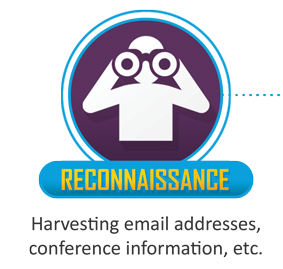 RECONNAISSANCE
Harvesting email addresses,
conference information, etc.